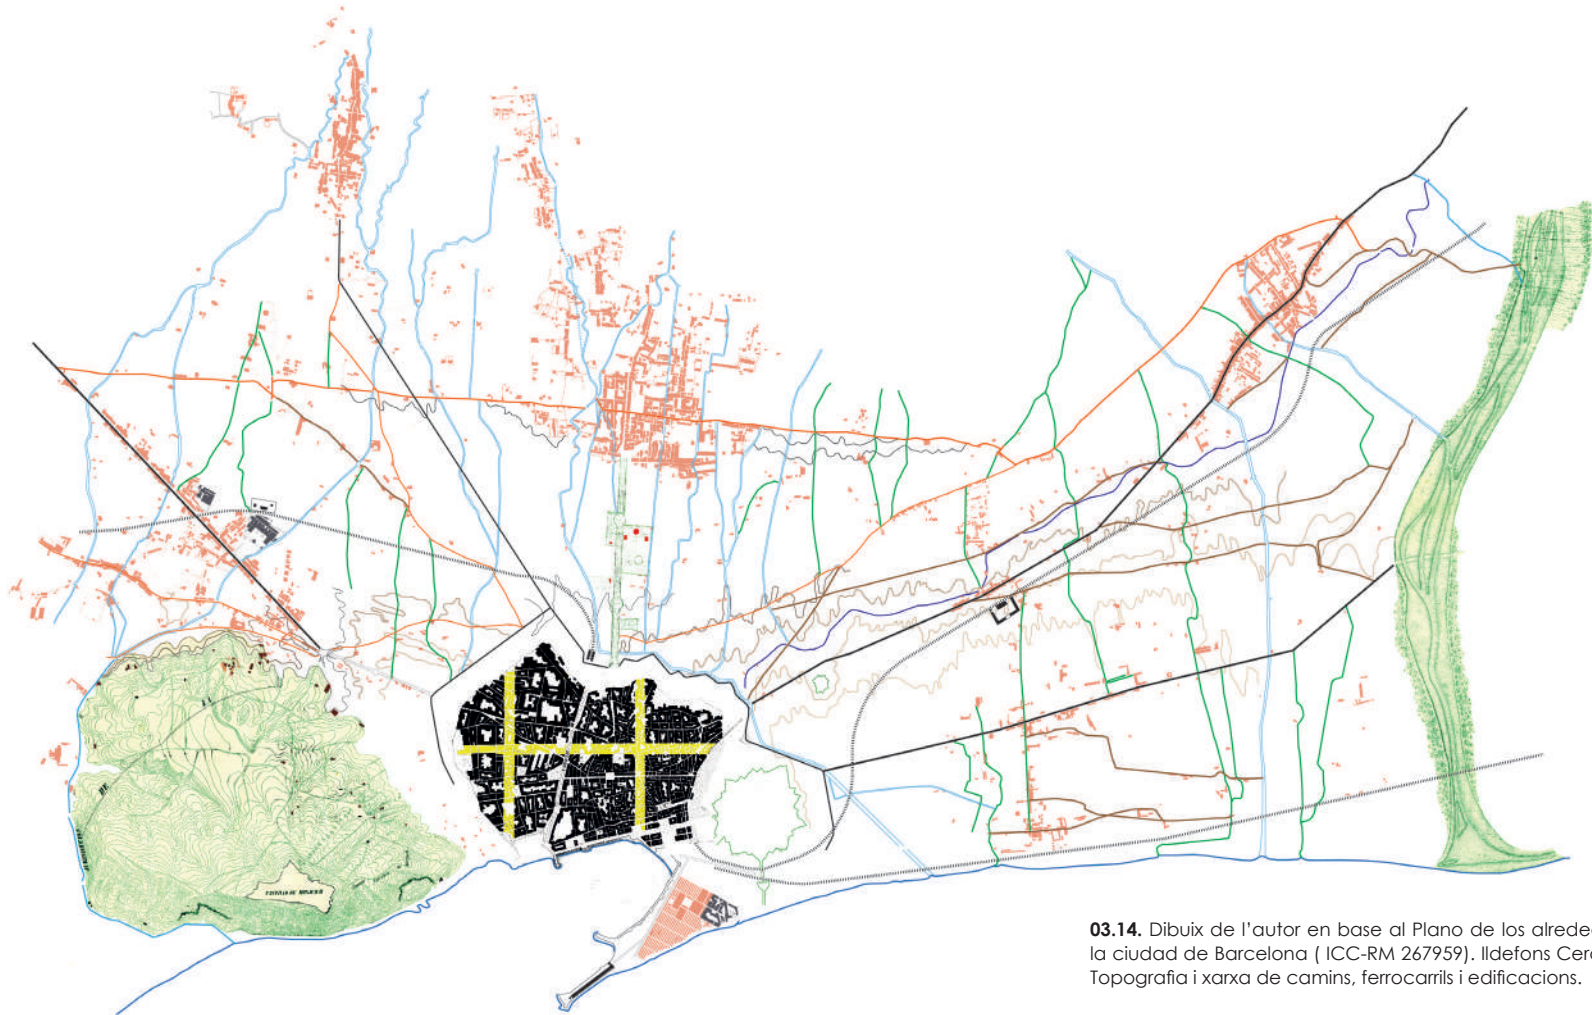 03.14. Dibuix de l'autor en base al Plano de los alrede
la ciudad de Barcelona ( ICC-RM 267959). Ildefons Cer
Topografia i xarxa de camins, ferrocarrils i edificacions.